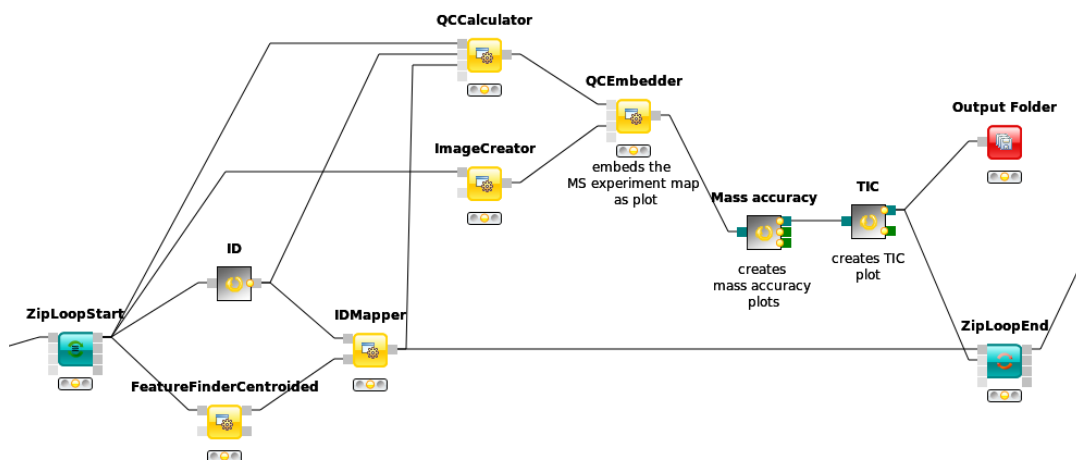 QCCalculator
QCEmbedder
Output Folder
ImageCreator
embeds the
MS experiment map
as plot
Mass accuracy
TIC
ID
creates
mass accuracy
plots
creates TIC
plot
ZipLoopStart
IDMapper
ZipLoopEnd
FeatureFinderCentroided